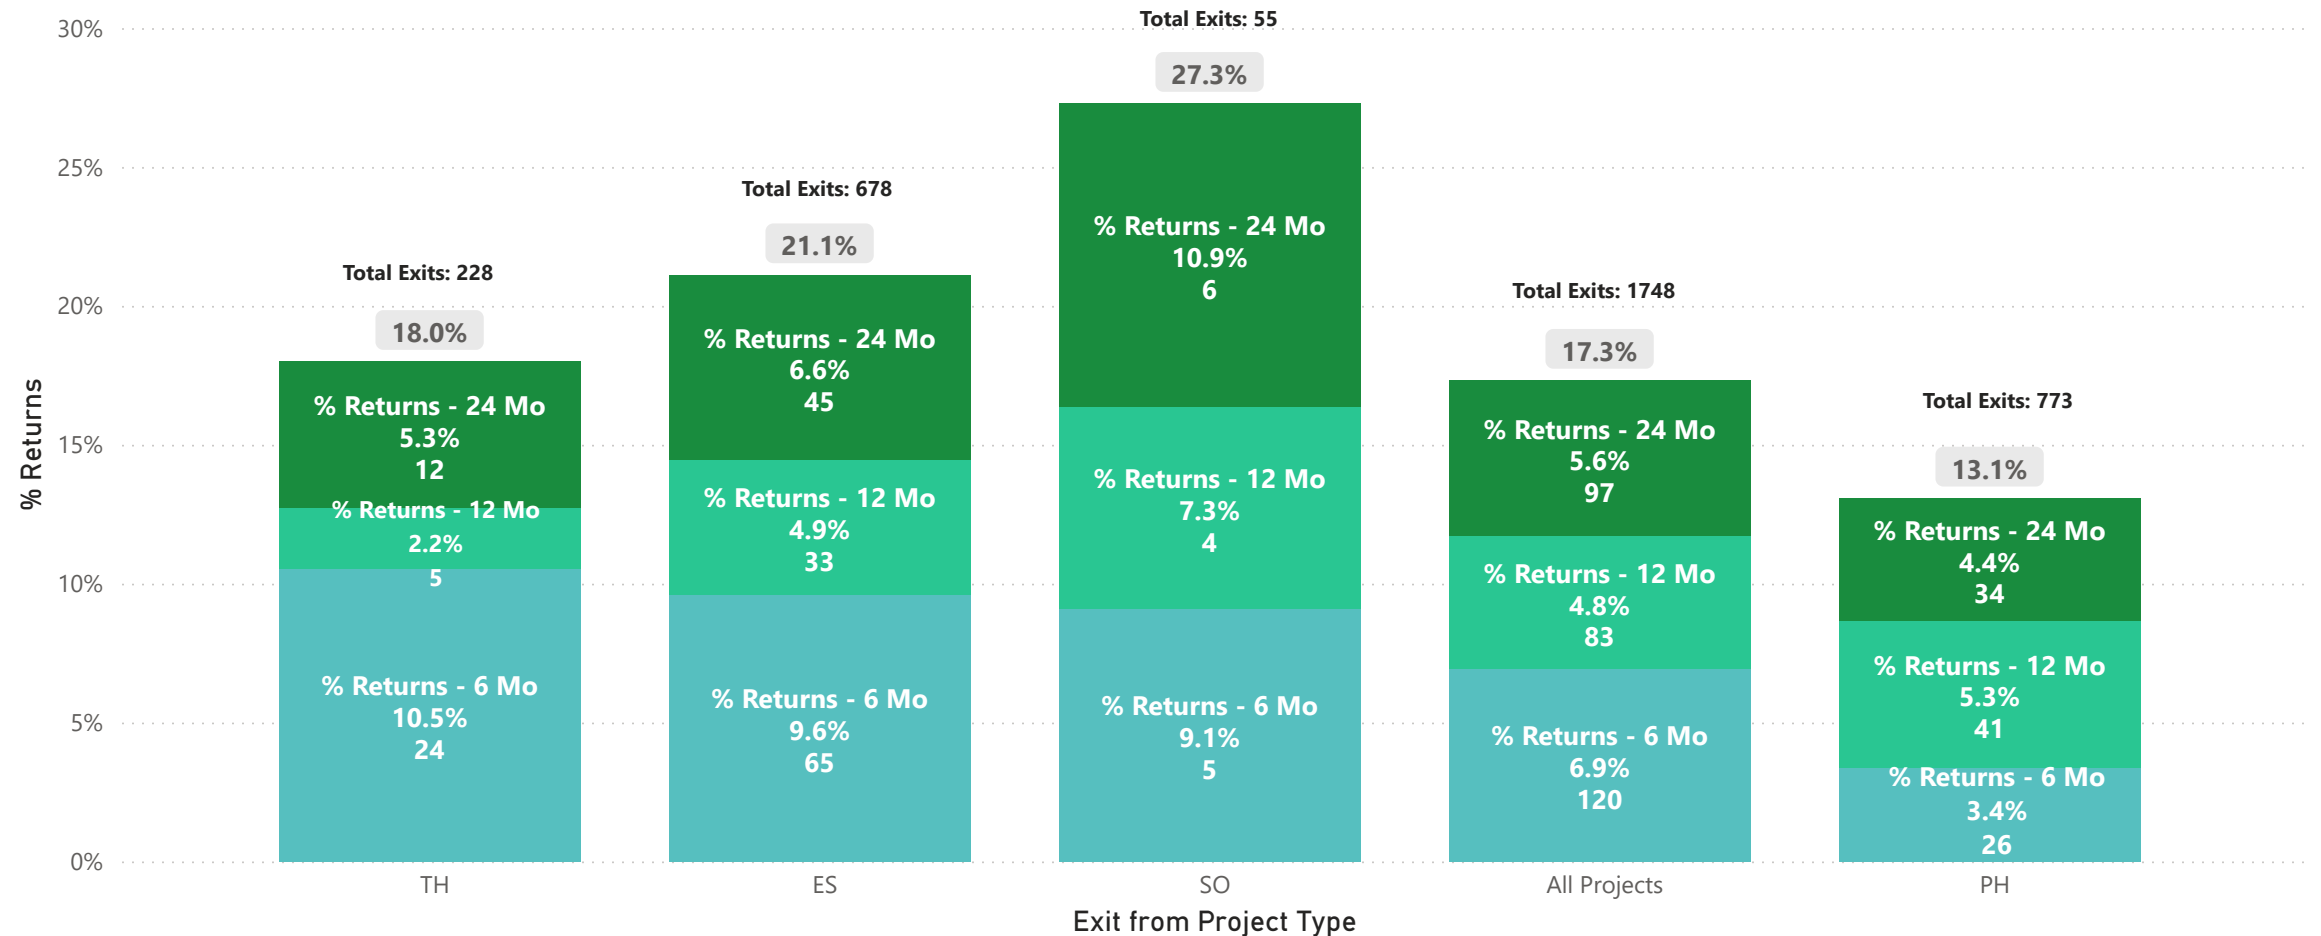 % Returns
30%
25%
20%
15%
10%
5%
0%
Total Exits: 228
18.0%
% Returns - 24 Mo
5.3%
12
% Returns - 12 Mo
2.2%
5
% Returns - 6 Mo
10.5%
24
TH
Total Exits: 678
21.1%
% Returns - 24 Mo
6.6%
45
% Returns - 12 Mo
4.9%
33
% Returns - 6 Mo
9.6%
65
ES
Total Exits: 55
27.3%
% Returns - 24 Mo
10.9%
6
% Returns - 12 Mo
7.3%
4
% Returns - 6 Mo
9.1%
5
SO
Total Exits: 1748
17.3%
% Returns - 24 Mo
5.6%
97
% Returns - 12 Mo
4.8%
83
% Returns - 6 Mo
6.9%
120
All Projects
Total Exits: 773
13.1%
% Returns - 24 Mo
4.4%
34
% Returns - 12 Mo
5.3%
41
% Returns - 6 Mo
3.4%
26
PH
Exit from Project Type